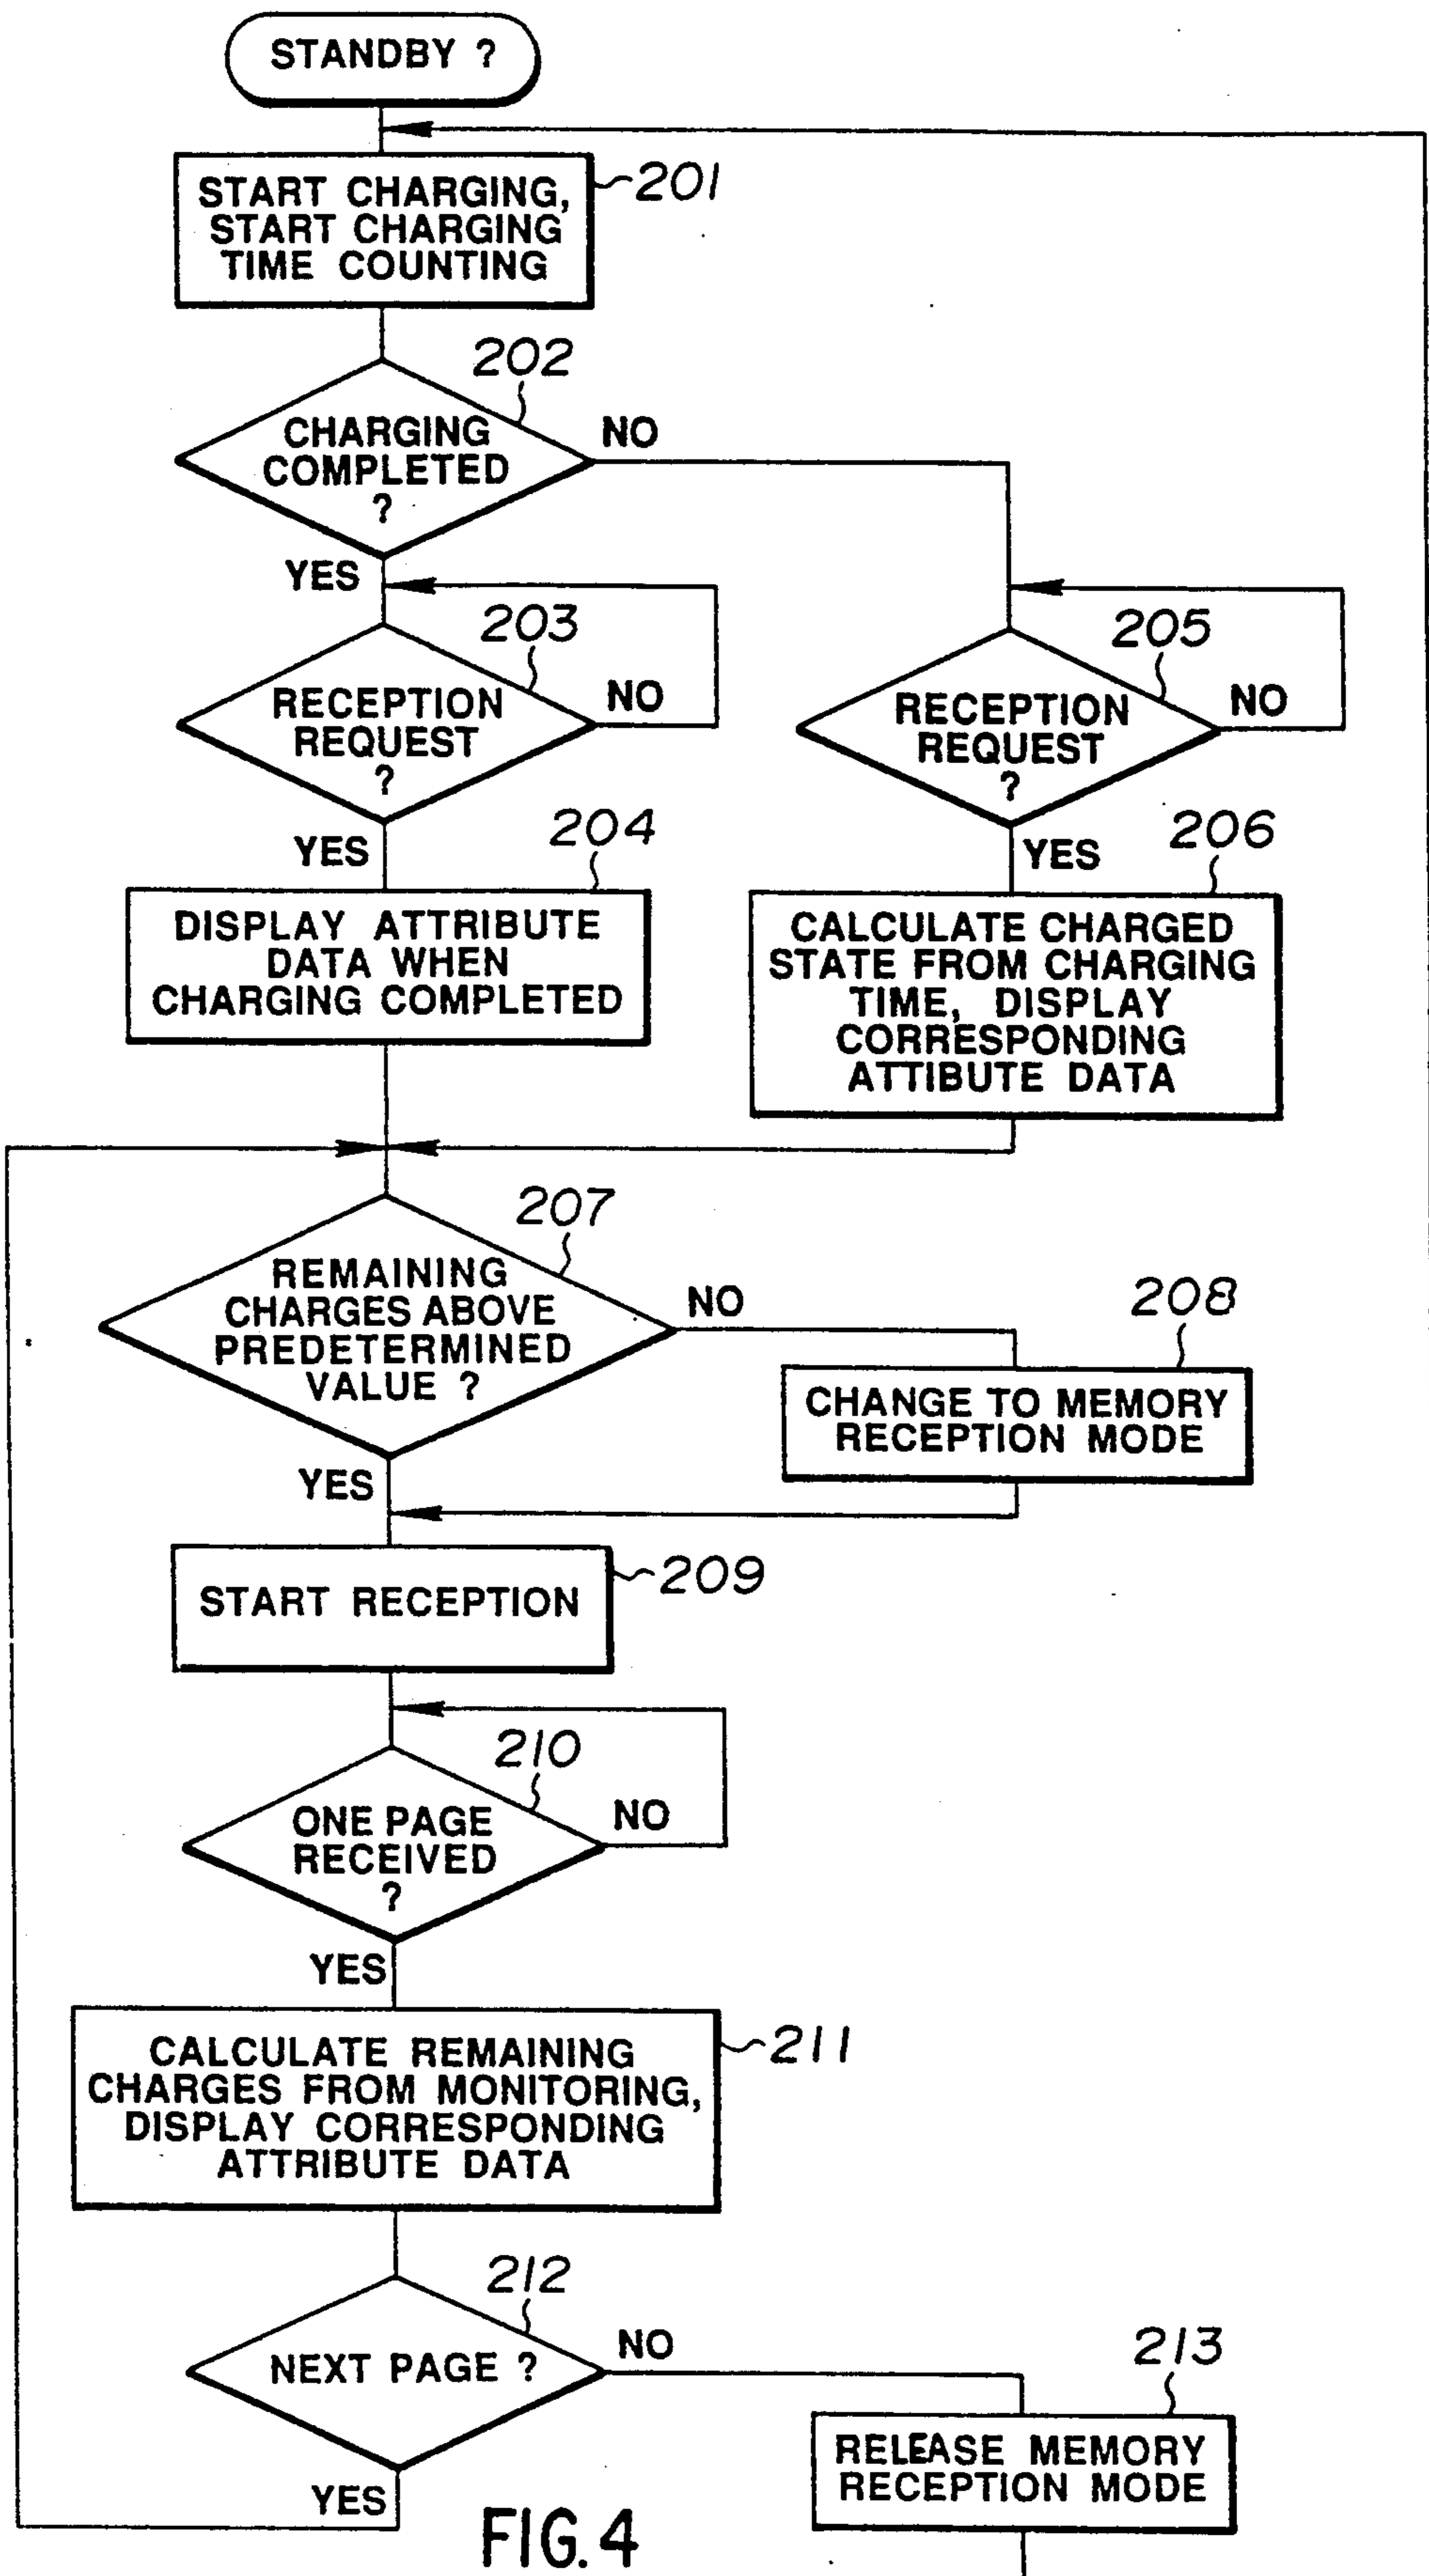 STANDBY ?
START CHARGING,
START CHARGING
TIME COUNTING
201
202
CHARGING
COMPLETED
?
NO
YES
203
RECEPTION
REQUEST
?
NO
YES
205
RECEPTION
REQUEST
?
NO
YES
204
DISPLAY ATTRIBUTE
DATA WHEN
CHARGING COMPLETED
206
CALCULATE CHARGED
STATE FROM CHARGING
TIME, DISPLAY
CORRESPONDING
ATTIBUTE DATA
207
REMAINING
CHARGES ABOVE
PREDETERMINED
VALUE ?
NO
YES
208
CHANGE TO MEMORY
RECEPTION MODE
START RECEPTION
209
210
ONE PAGE
RECEIVED
?
NO
YES
CALCULATE REMAINING
CHARGES FROM MONITORING,
DISPLAY CORRESPONDING
ATTRIBUTE DATA
211
212
NEXT PAGE ?
NO
YES
213
RELEASE MEMORY
RECEPTION MODE
FIG. 4